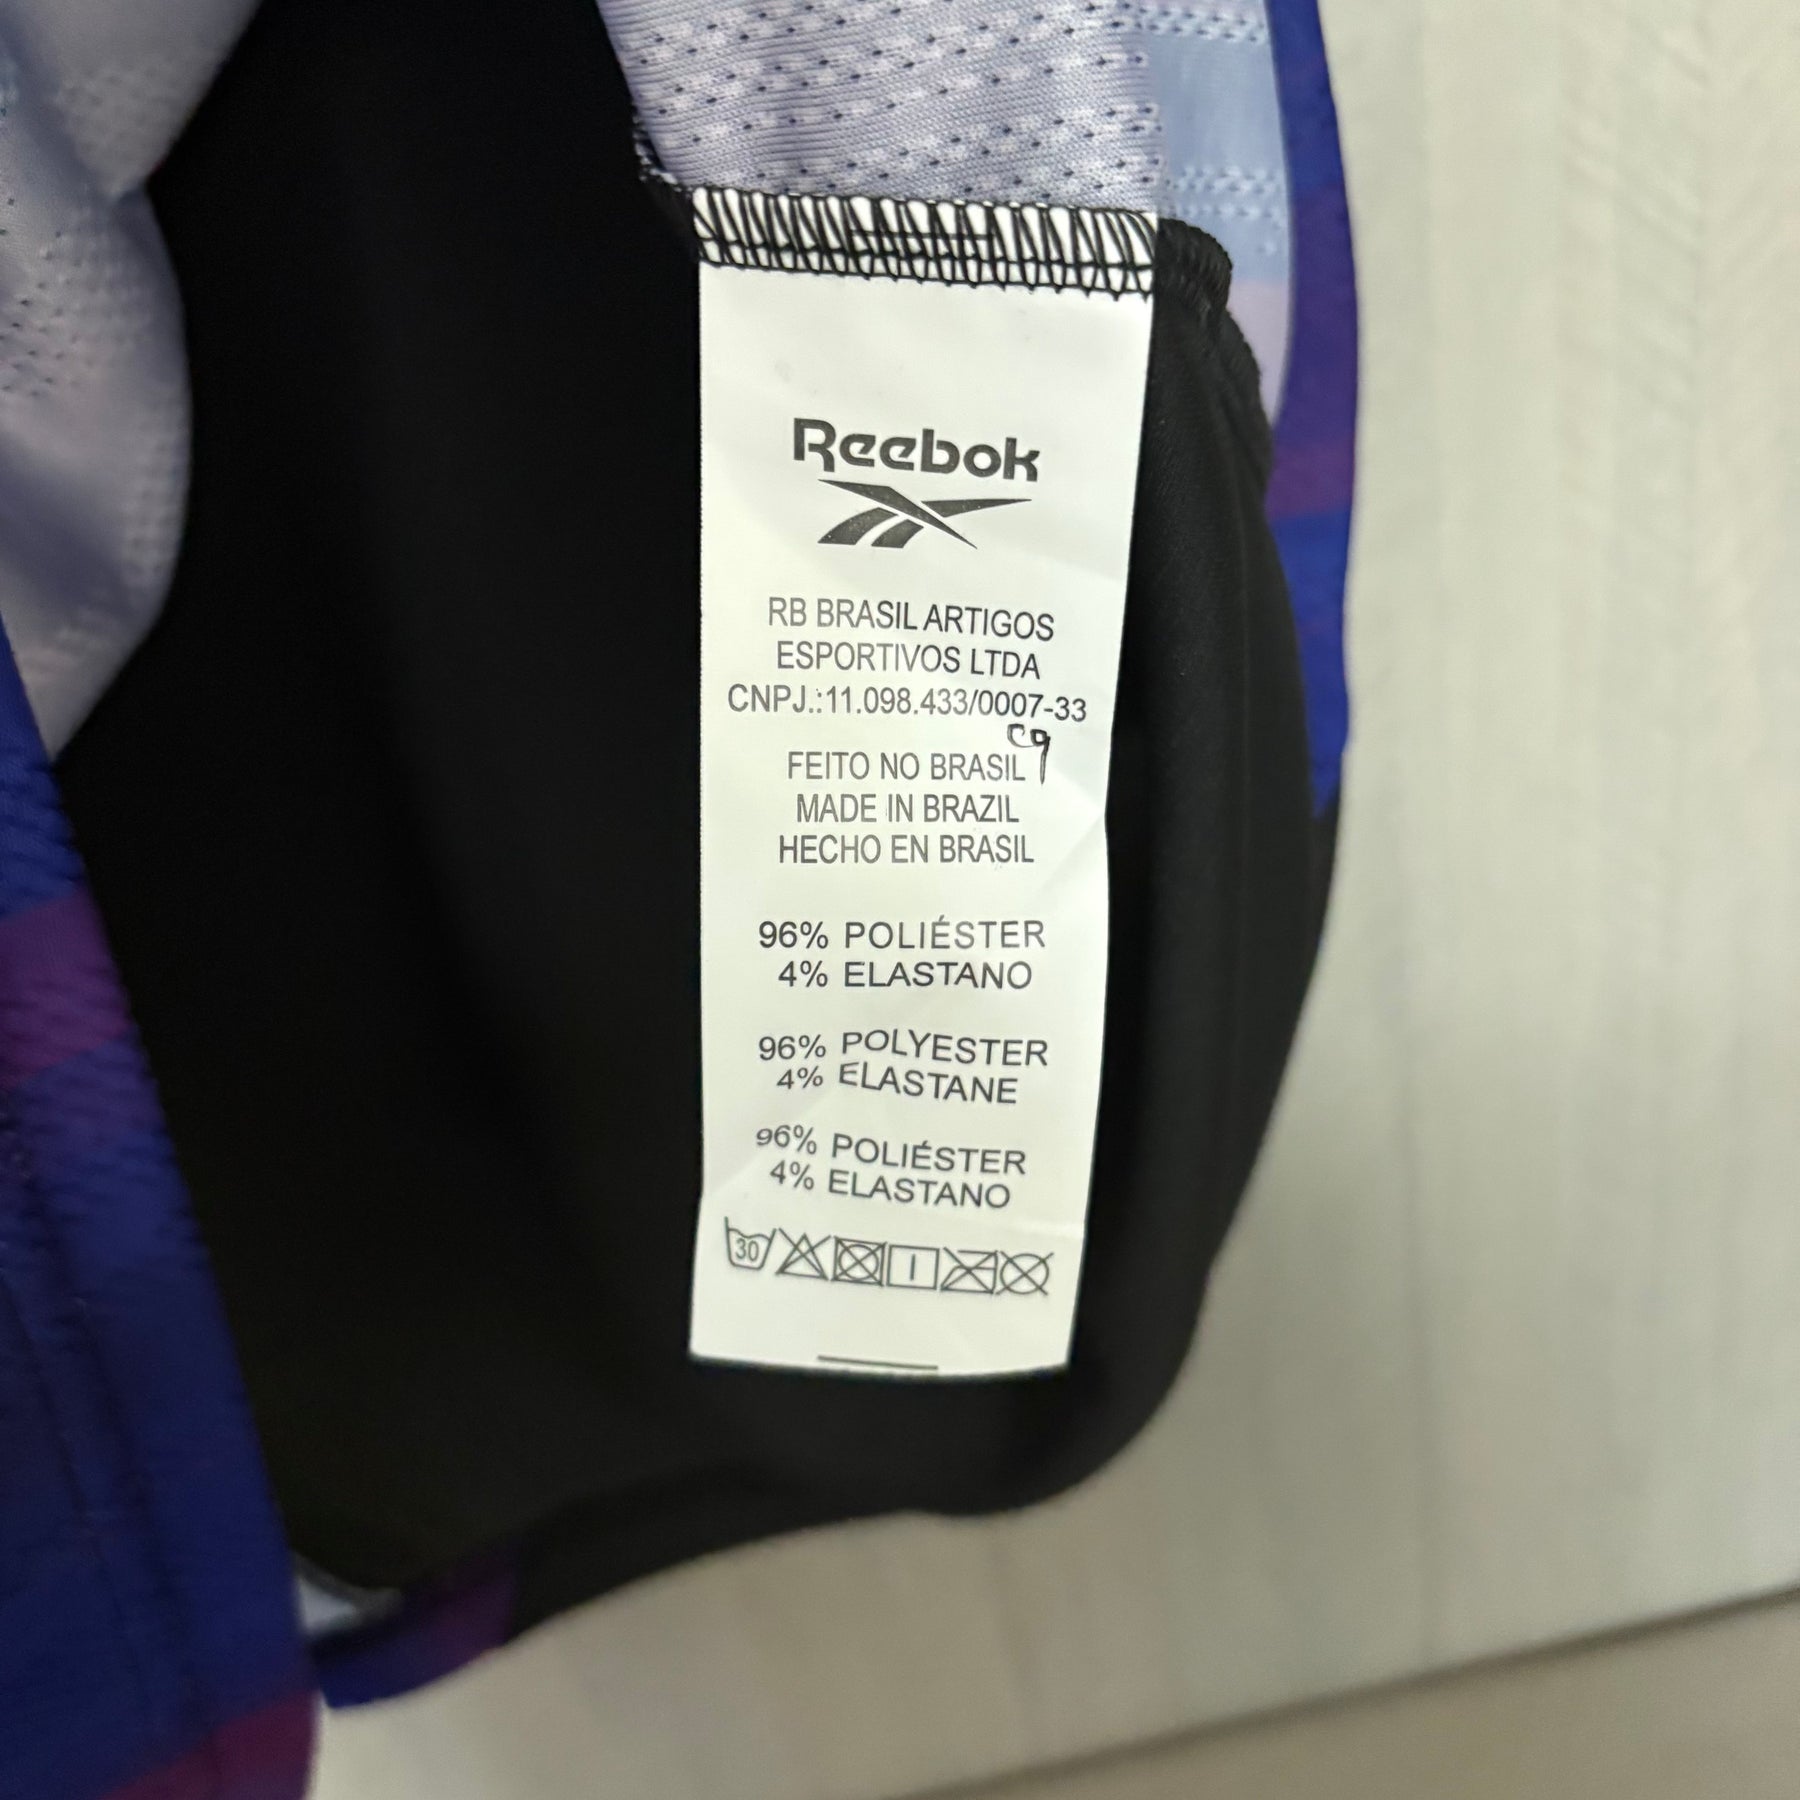 Reebok
RB BRASIL ARTIGOS
ESPORTIVOS LTDA
CNPJ.:11.098.433/0007-33
FEITO NO BRASIL
MADE IN BRAZIL
HECHO EN BRASIL
96% POLIÉSTER
4% ELASTANO
96% POLYESTER
4% ELASTANE
96% POLIÉSTER
4% ELASTANO
30